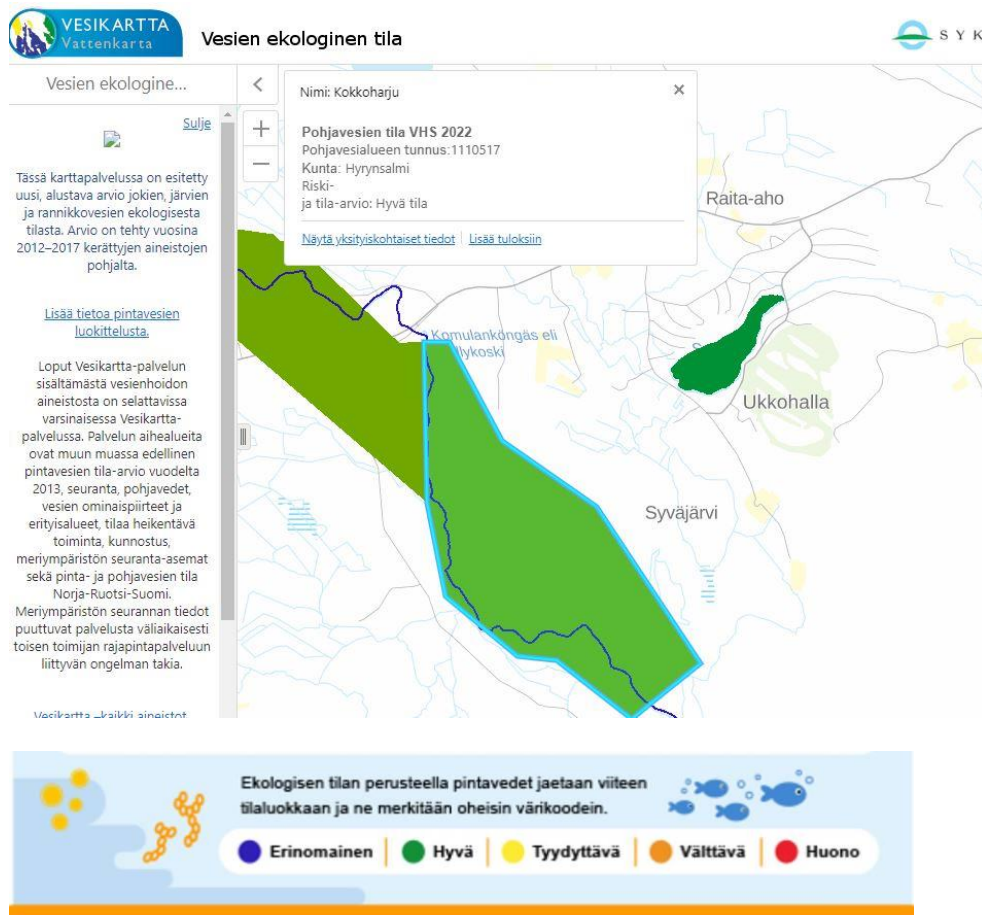 VESIKARTTA
Vattenkarta
Vesien ekologinen tila
S Y K
Vesien ekologine...
Sulje
Tässä karttapalvelussa on esitetty
uusi, alustava arvio jokien, järvien
ja rannikkovesien ekologisesta
tilasta. Arvio on tehty vuosina
2012–2017 kerättyjen aineistojen
pohjalta.
Lisää tietoa pintavesien
luokittelusta.
Loput Vesikartta-palvelun
sisältämästä vesienhoidon
aineistosta on selattavissa
varsinaisessa Vesikartta-
palvelussa. Palvelun aihealueita
ovat muun muassa edellinen
pintavesien tila-arvio vuodelta
2013, seuranta, pohjavedet,
vesien ominaispiirteet ja
erityisalueet, tilaa heikentävä
toiminta, kunnostus,
meriympäristön seuranta-asemat
sekä pinta- ja pohjavesien tila
Norja-Ruotsi-Suomi.
Meriympäristön seurannan tiedot
puuttuvat palvelusta väliaikaisesti
toisen toimijan rajapintapalveluun
liittyvän ongelman takia.
Vesikartta –kaikki aineistot
Nimi: Kokkoharju
Pohjavesien tila VHS 2022
Pohjavesialueen tunnus:1110517
Kunta: Hyrynsalmi
Riski-
ja tila-arvio: Hyvä tila
Näytä yksityiskohtaiset tiedot
Lisää tuloksiin
Raita-aho
Komulanköngäs eli
Ukkohalla
Syväjärvi
Ekologisen tilan perusteella pintavedet jaetaan viiteen
tilaluokkaan ja ne merkitään oheisin värikoodein.
Erinomainen
Hyvä
Tyydyttävä
Välttävä
Huono